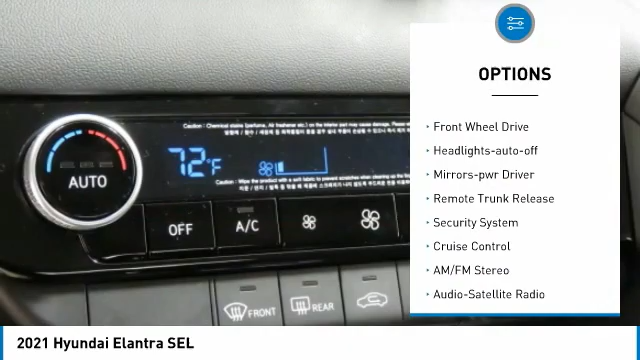 OPTIONS
· Front Wheel Drive
· Headlights-auto-off
· Mirrors-pwr Driver
· Remote Trunk Release
· Security System
· Cruise Control
· AM/FM Stereo
· Audio-Satellite Radio
72°F
AUTO
OFF
A/C
FRONT
REAR
2021 Hyundai Elantra SEL